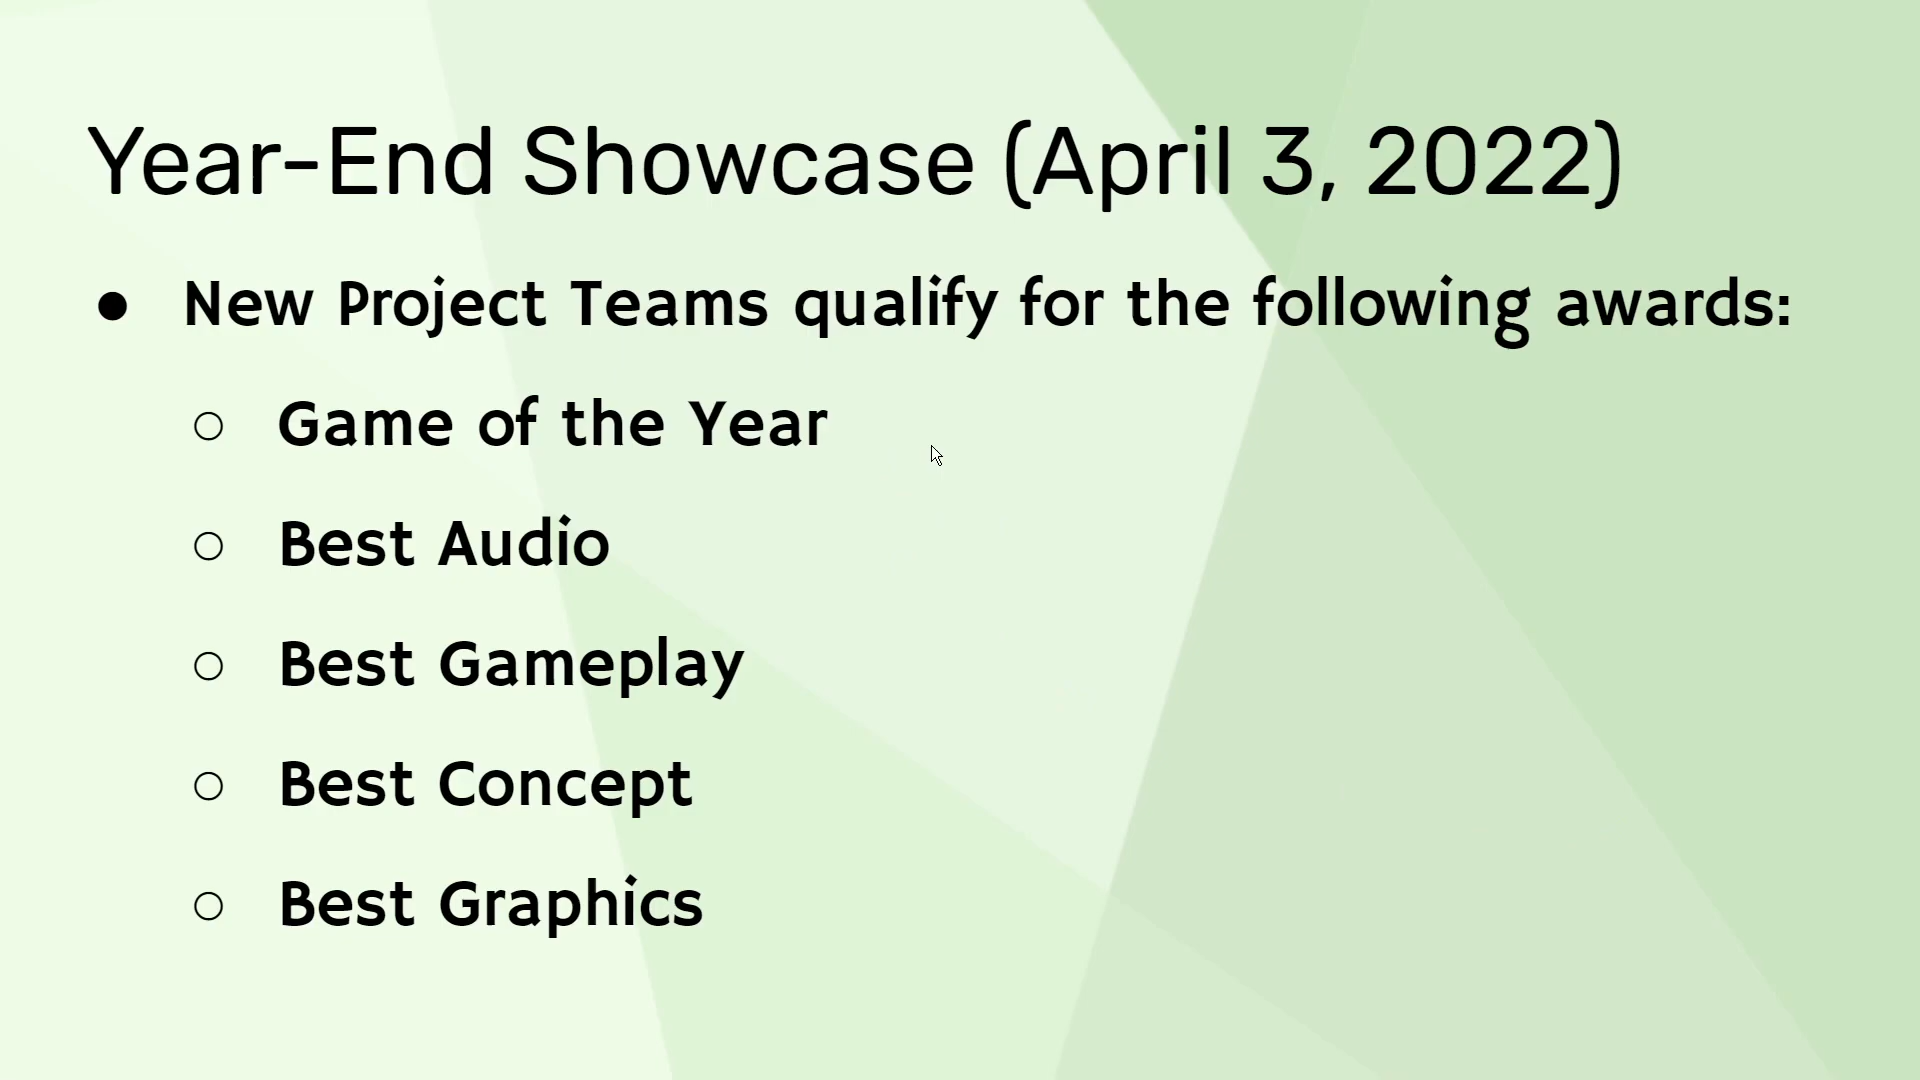 Year-End Showcase (April 3, 2022)
● New Project Teams qualify for the following awards:
○ Game of the Year
○ Best Audio
○ Best Gameplay
○ Best Concept
○ Best Graphics